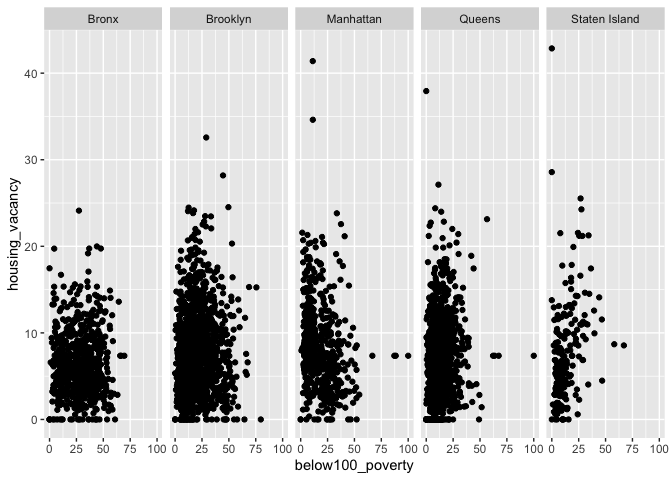 Bronx Brooklyn Manhattan Queens Staten Island
housing_vacancy
40
30
20
10
0
0 25 50 75 100 0 25 50 75 100 0 25 50 75 100 0 25 50 75 100 0 25 50 75 100
below100_poverty